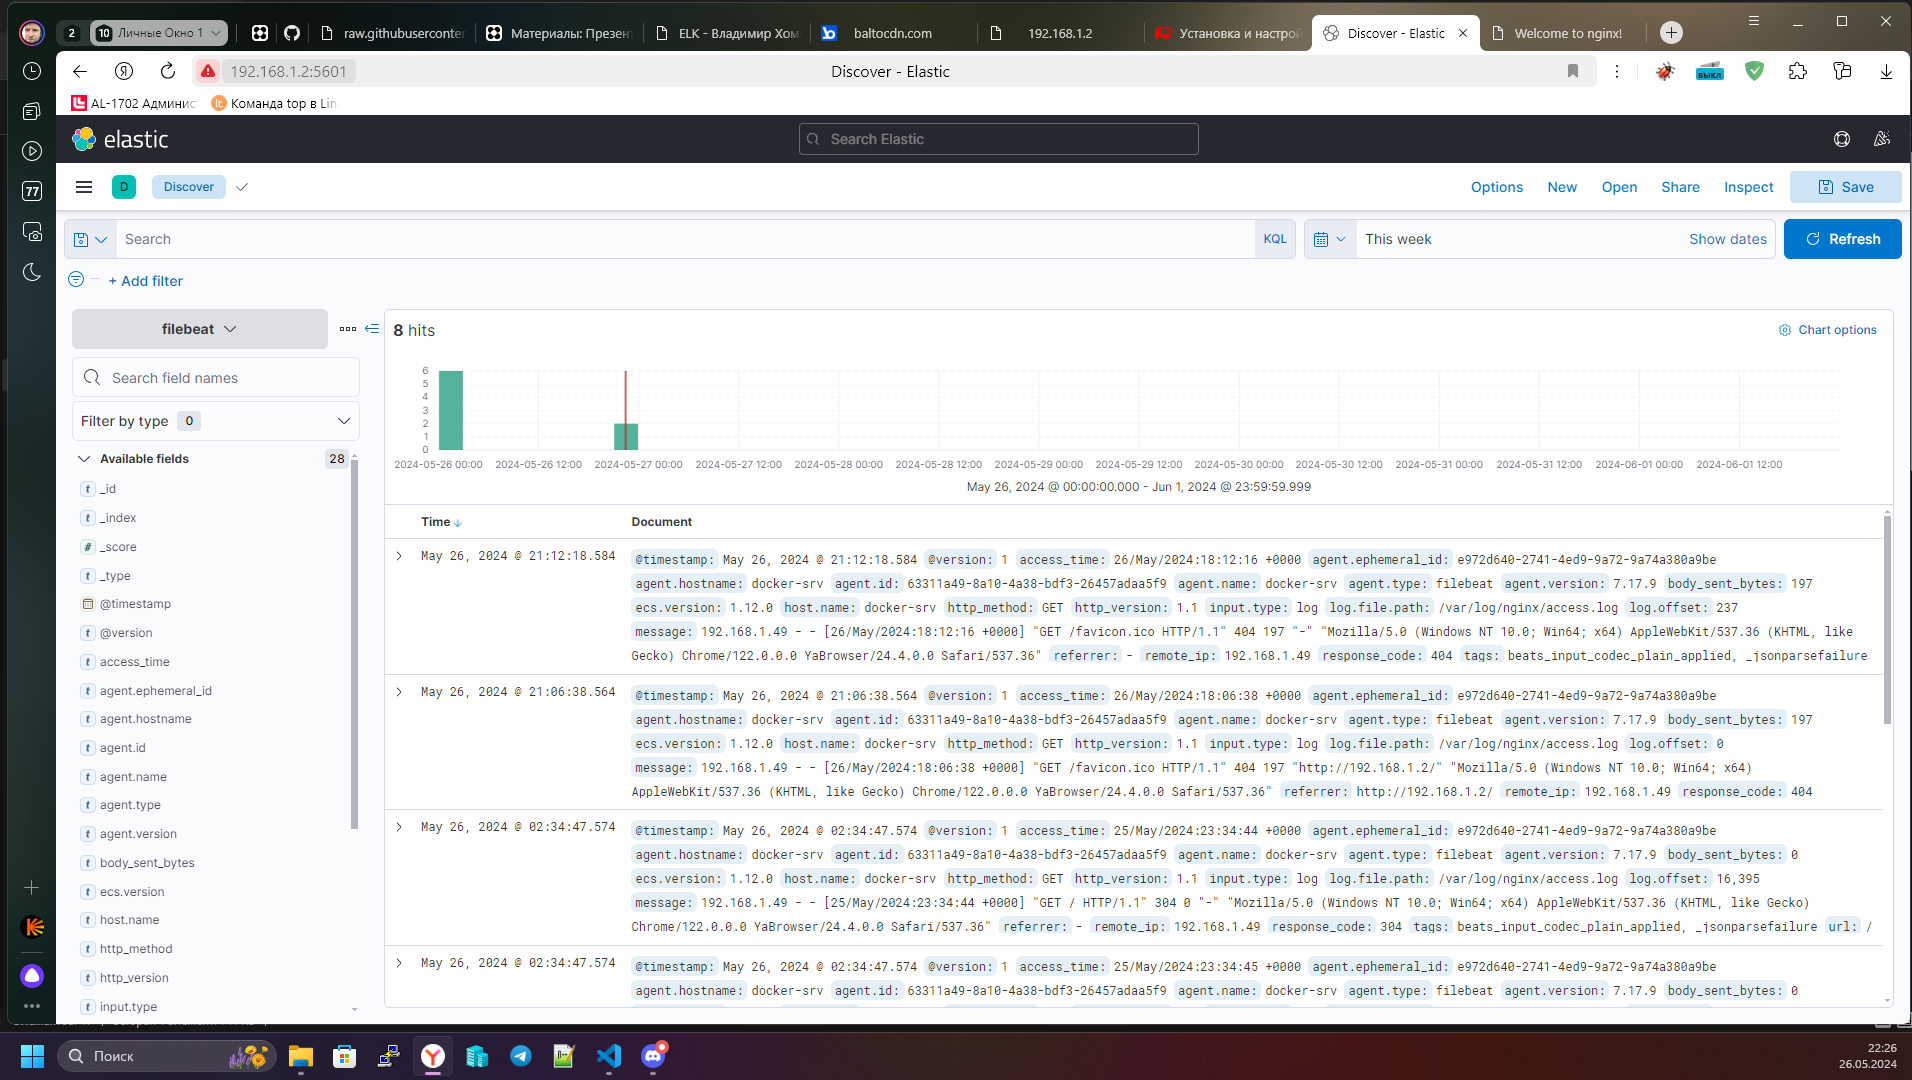 2
10 Личные Окно 1
raw.githubuserconter
Материалы: Презент
ELK - Владимир Хом
baltocdn.com
192.168.1.2
Установка и настрой
Discover - Elastic
Welcome to nginx!
192.168.1.2:5601
Discover - Elastic
ВЫКЛ
AL-1702 Админис
Команда top в Lin
elastic
Search Elastic
77
D
Discover
Options
New
Open
Share
Inspect
Save
Search
KQL
This week
Show dates
Refresh
+ Add filter
filebeat
8 hits
Chart options
Search field names
Filter by type 0
Available fields 28
_id
_index
_score
_type
@timestamp
@version
access_time
agent.ephemeral_id
agent.hostname
agent.id
agent.name
agent.type
agent.version
body_sent_bytes
ecs.version
host.name
http_method
http_version
input.type
6
5
4
3
2
1
0
2024-05-26 00:00 2024-05-26 12:00 2024-05-27 00:00 2024-05-27 12:00 2024-05-28 00:00 2024-05-28 12:00 2024-05-29 00:00 2024-05-29 12:00 2024-05-30 00:00 2024-05-30 12:00 2024-05-31 00:00 2024-05-31 12:00 2024-06-01 00:00 2024-06-01 12:00
May 26, 2024 @ 00:00:00.000 - Jun 1, 2024 @ 23:59:59.999
Time Document
May 26, 2024 @ 21:12:18.584 @timestamp: May 26, 2024 @ 21:12:18.584 @version: 1 access_time: 26/May/2024:18:12:16 +0000 agent.ephemeral_id: e972d640-2741-4ed9-9a72-9a74a380a9be
agent.hostname: docker-srv agent.id: 63311a49-8a10-4a38-bdf3-26457adaa5f9 agent.name: docker-srv agent.type: filebeat agent.version: 7.17.9 body_sent_bytes: 197
ecs.version: 1.12.0 host.name: docker-srv http_method: GET http_version: 1.1 input.type: log log.file.path: /var/log/nginx/access.log log.offset: 237
message: 192.168.1.49 - - [26/May/2024:18:12:16 +0000] "GET /favicon.ico HTTP/1.1" 404 197 "-" "Mozilla/5.0 (Windows NT 10.0; Win64; x64) AppleWebKit/537.36 (KHTML, like
Gecko) Chrome/122.0.0.0 YaBrowser/24.4.0.0 Safari/537.36" referrer: - remote_ip: 192.168.1.49 response_code: 404 tags: beats_input_codec_plain_applied, _jsonparsefailure
May 26, 2024 @ 21:06:38.564 @timestamp: May 26, 2024 @ 21:06:38.564 @version: 1 access_time: 26/May/2024:18:06:38 +0000 agent.ephemeral_id: e972d640-2741-4ed9-9a72-9a74a380a9be
agent.hostname: docker-srv agent.id: 63311a49-8a10-4a38-bdf3-26457adaa5f9 agent.name: docker-srv agent.type: filebeat agent.version: 7.17.9 body_sent_bytes: 197
ecs.version: 1.12.0 host.name: docker-srv http_method: GET http_version: 1.1 input.type: log log.file.path: /var/log/nginx/access.log log.offset: 0
message: 192.168.1.49 - - [26/May/2024:18:06:38 +0000] "GET /favicon.ico HTTP/1.1" 404 197 "http://192.168.1.2/" "Mozilla/5.0 (Windows NT 10.0; Win64; x64)
AppleWebKit/537.36 (KHTML, like Gecko) Chrome/122.0.0.0 YaBrowser/24.4.0.0 Safari/537.36" referrer: http://192.168.1.2/ remote_ip: 192.168.1.49 response_code: 404
May 26, 2024 @ 02:34:47.574 @timestamp: May 26, 2024 @ 02:34:47.574 @version: 1 access_time: 25/May/2024:23:34:44 +0000 agent.ephemeral_id: e972d640-2741-4ed9-9a72-9a74a380a9be
agent.hostname: docker-srv agent.id: 63311a49-8a10-4a38-bdf3-26457adaa5f9 agent.name: docker-srv agent.type: filebeat agent.version: 7.17.9 body_sent_bytes: 0
ecs.version: 1.12.0 host.name: docker-srv http_method: GET http_version: 1.1 input.type: log log.file.path: /var/log/nginx/access.log log.offset: 16,395
message: 192.168.1.49 - - [25/May/2024:23:34:44 +0000] "GET / HTTP/1.1" 304 0 "-" "Mozilla/5.0 (Windows NT 10.0; Win64; x64) AppleWebKit/537.36 (KHTML, like Gecko)
Chrome/122.0.0.0 YaBrowser/24.4.0.0 Safari/537.36" referrer: - remote_ip: 192.168.1.49 response_code: 304 tags: beats_input_codec_plain_applied, _jsonparsefailure url: /
May 26, 2024 @ 02:34:47.574 @timestamp: May 26, 2024 @ 02:34:47.574 @version: 1 access_time: 25/May/2024:23:34:45 +0000 agent.ephemeral_id: e972d640-2741-4ed9-9a72-9a74a380a9be
agent.hostname: docker-srv agent.id: 63311a49-8a10-4a38-bdf3-26457adaa5f9 agent.name: docker-srv agent.type: filebeat agent.version: 7.17.9 body_sent_bytes: 0
Поиск
22:26
26.05.2024